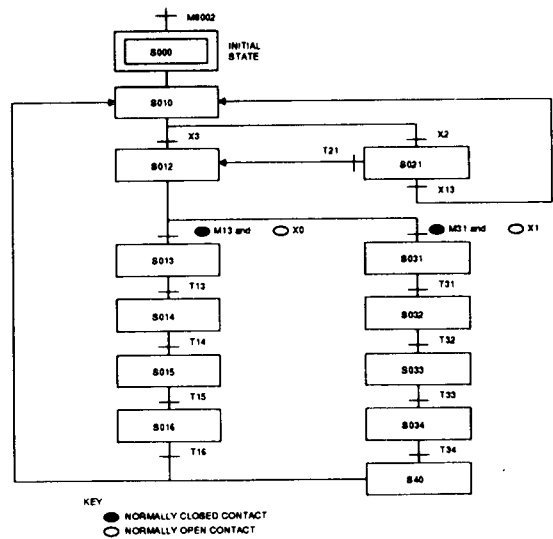 M8002
S000
INITIAL
STATE
S010
X3
X2
T21
S012
S021
X13
M13 and X0
M31 and X1
S013
S031
T13
T31
S014
S032
T14
T32
S015
S033
T15
T33
S016
S034
T16
T34
S40
KEY
NORMALLY CLOSED CONTACT
NORMALLY OPEN CONTACT